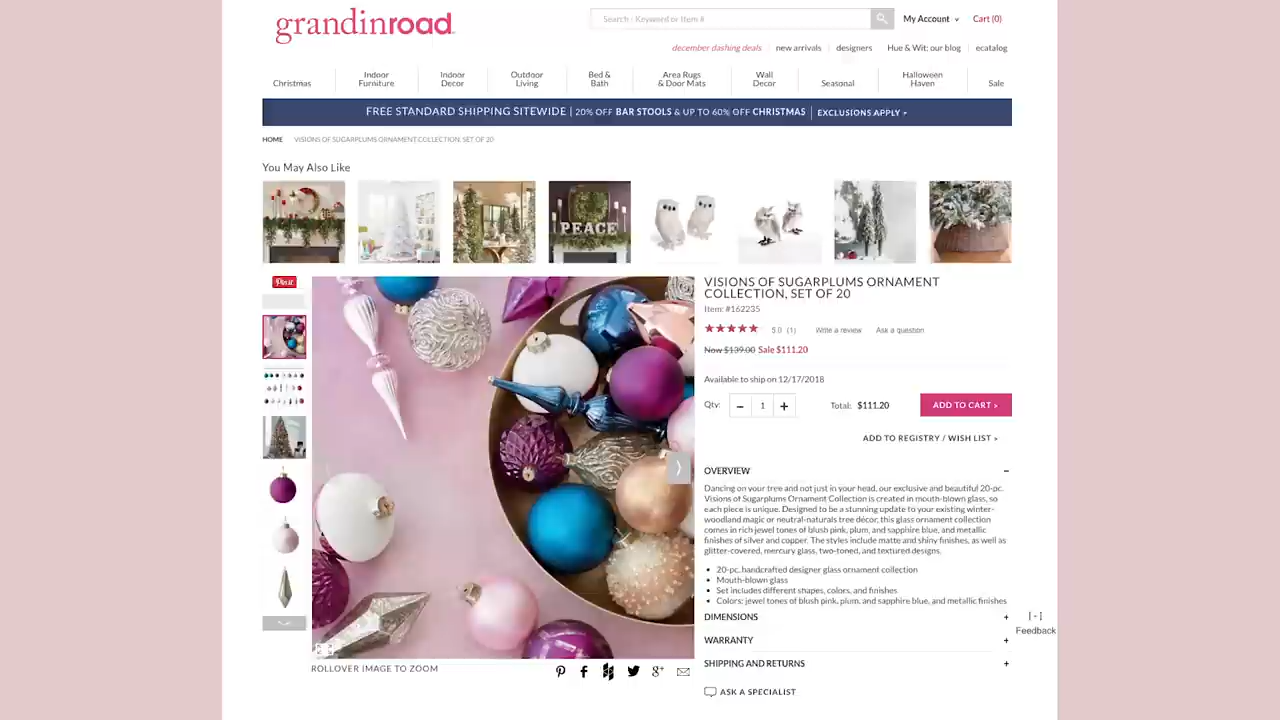 grandinroad
Search - Keyword or Item #
My Account
Cart (0)
december dashing deals
new arrivals
designers
Hue & Wit: our blog
ecatalog
Christmas
Indoor
Furniture
Indoor
Decor
Outdoor
Living
Bed &
Bath
Area Rugs
& Door Mats
Wall
Decor
Seasonal
Halloween
Haven
Sale
FREE STANDARD SHIPPING SITEWIDE | 20% OFF BAR STOOLS & UP TO 60% OFF CHRISTMAS | EXCLUSIONS APPLY >
HOME VISIONS OF SUGARPLUMS ORNAMENT COLLECTION, SET OF 20
You May Also Like
PEACE
Pin it
VISIONS OF SUGARPLUMS ORNAMENT
COLLECTION, SET OF 20
Item: #162235
5.0 (1) Write a review Ask a question
Now $139.00 Sale $111.20
Available to ship on 12/17/2018
Qty: - 1 + Total: $111.20 ADD TO CART >
ADD TO REGISTRY / WISH LIST >
OVERVIEW −
Dancing on your tree and not just in your head, our exclusive and beautiful 20-pc.
Visions of Sugarplums Ornament Collection is created in mouth-blown glass, so
each piece is unique. Designed to be a stunning update to your existing winter-
woodland magic or neutral-naturals tree décor, this glass ornament collection
comes in rich jewel tones of blush pink, plum, and sapphire blue, and metallic
finishes of silver and copper. The styles include matte and shiny finishes, as well as
glitter-covered, mercury glass, two-toned, and textured designs.
• 20-pc. handcrafted designer glass ornament collection
• Mouth-blown glass
• Set includes different shapes, colors, and finishes
• Colors: jewel tones of blush pink, plum, and sapphire blue, and metallic finishes
DIMENSIONS +
WARRANTY +
SHIPPING AND RETURNS +
ASK A SPECIALIST
[-]
Feedback
ROLLOVER IMAGE TO ZOOM